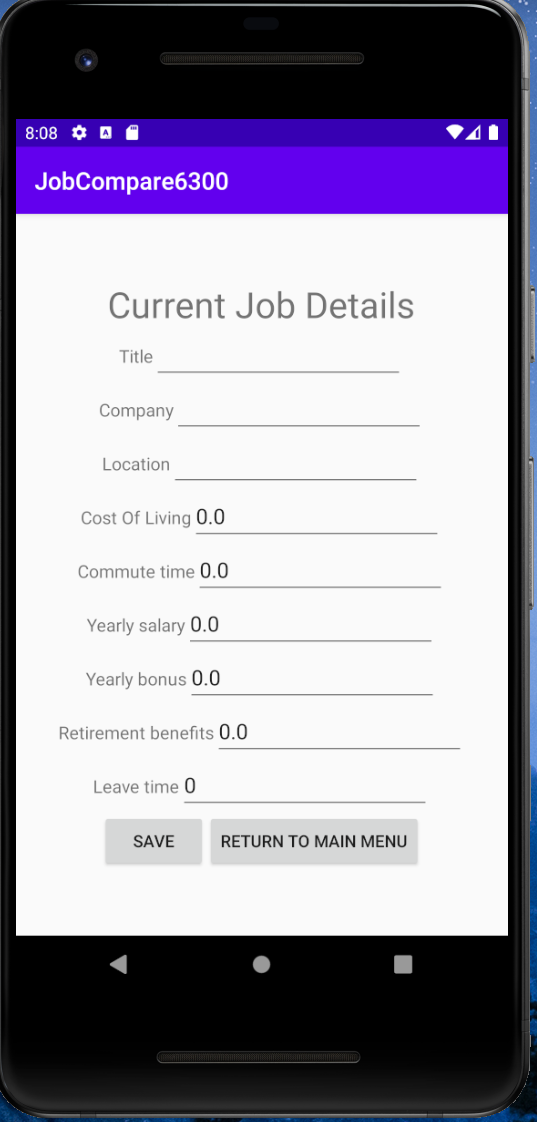 8:08
JobCompare6300
Current Job Details
Title
Company
Location
Cost Of Living 0.0
Commute time 0.0
Yearly salary 0.0
Yearly bonus 0.0
Retirement benefits 0.0
Leave time 0
SAVE RETURN TO MAIN MENU